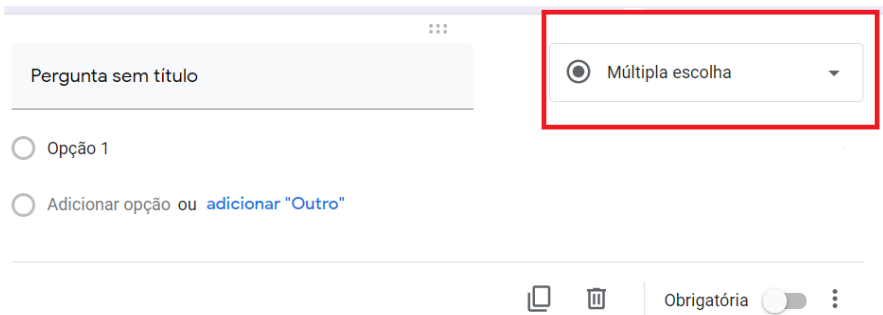 Múltipla escolha
Pergunta sem título
Opção 1
Adicionar opção ou adicionar "Outro"
Obrigatória